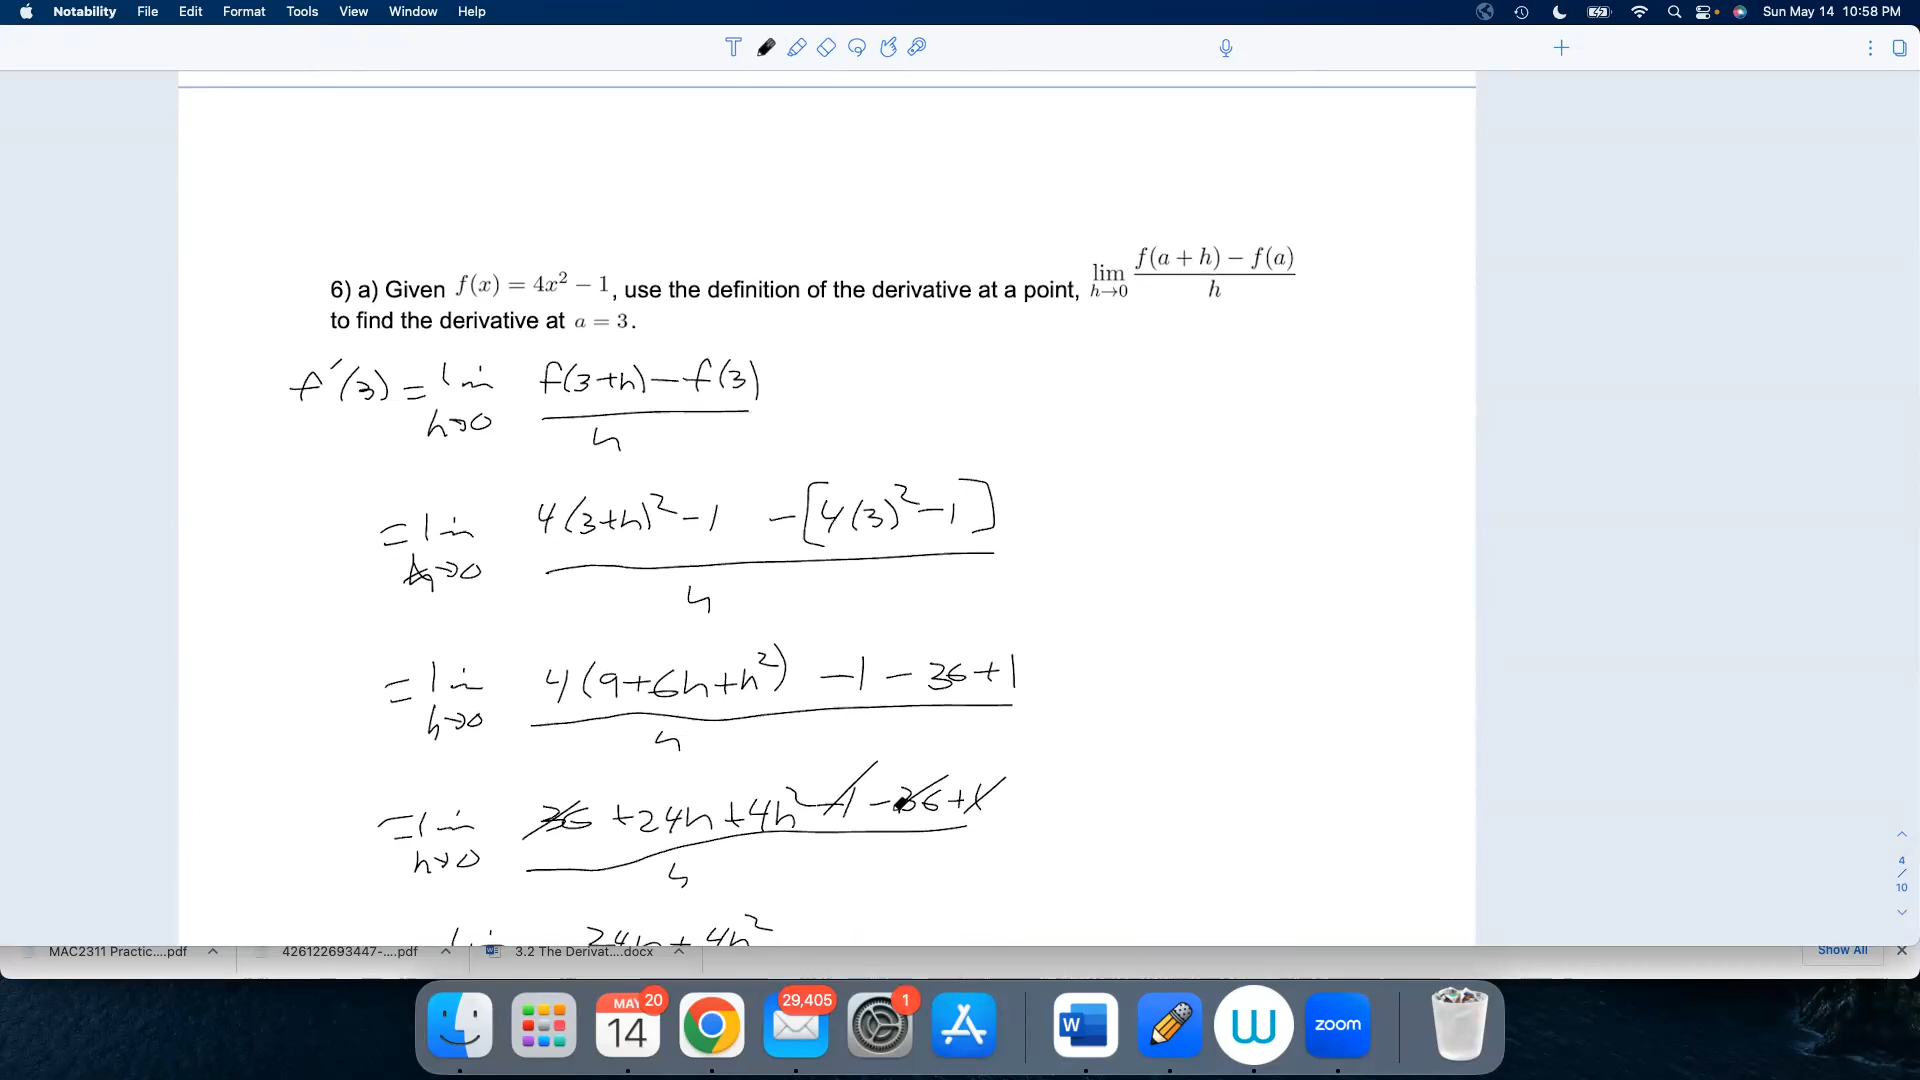 Notability File Edit Format Tools View Window Help Sun May 14 10:58 PM
6) a) Given f(x) = 4x² − 1, use the definition of the derivative at a point, lim h→0 f(a + h) − f(a) / h
to find the derivative at a = 3.
f'(3) = lim h→0 f(3+h) − f(3) / h
= lim h→0 4(3+h)² − 1 − [4(3)² − 1] / h
= lim h→0 4(9+6h+h²) − 1 − 36 + 1 / h
= lim h→0 36 + 24h + 4h² − 1 − 36 + 1 / h
lim 24h + 4h²
4
/
10
MAC2311 Practic....pdf 426122693447-....pdf 3.2 The Derivat....docx Show All
MAY 20 29,405 1
14 W W zoom